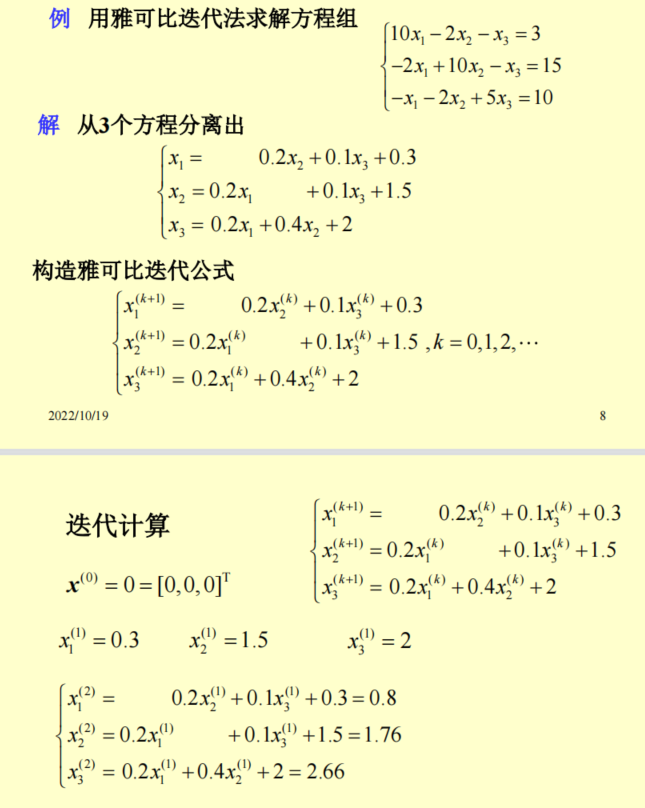 例 用雅可比迭代法求解方程组
10x₁ − 2x₂ − x₃ = 3
−2x₁ + 10x₂ − x₃ = 15
−x₁ − 2x₂ + 5x₃ = 10
解 从3个方程分离出
x₁ = 0.2x₂ + 0.1x₃ + 0.3
x₂ = 0.2x₁ + 0.1x₃ + 1.5
x₃ = 0.2x₁ + 0.4x₂ + 2
构造雅可比迭代公式
x₁^(k+1) = 0.2x₂^(k) + 0.1x₃^(k) + 0.3
x₂^(k+1) = 0.2x₁^(k) + 0.1x₃^(k) + 1.5 , k = 0,1,2,⋯
x₃^(k+1) = 0.2x₁^(k) + 0.4x₂^(k) + 2
2022/10/19 8
迭代计算
x₁^(k+1) = 0.2x₂^(k) + 0.1x₃^(k) + 0.3
x₂^(k+1) = 0.2x₁^(k) + 0.1x₃^(k) + 1.5
x₃^(k+1) = 0.2x₁^(k) + 0.4x₂^(k) + 2
x^(0) = 0 = [0,0,0]^T
x₁^(1) = 0.3 x₂^(1) = 1.5 x₃^(1) = 2
x₁^(2) = 0.2x₂^(1) + 0.1x₃^(1) + 0.3 = 0.8
x₂^(2) = 0.2x₁^(1) + 0.1x₃^(1) + 1.5 = 1.76
x₃^(2) = 0.2x₁^(1) + 0.4x₂^(1) + 2 = 2.66